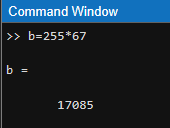 Command Window
>> b=255*67
b =
17085